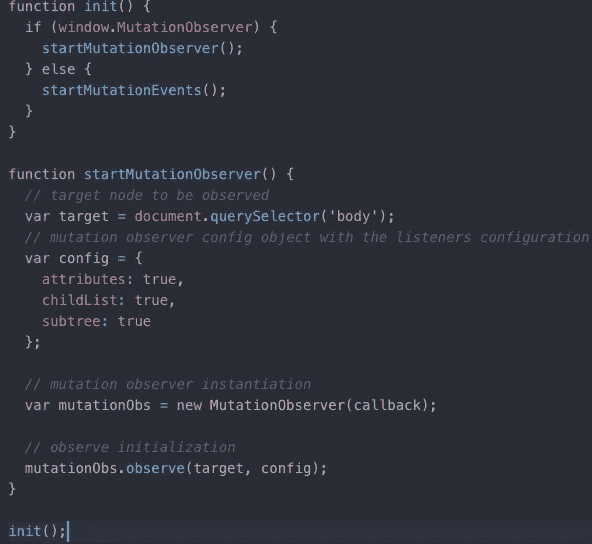 function init() {
  if (window.MutationObserver) {
    startMutationObserver();
  } else {
    startMutationEvents();
  }
}

function startMutationObserver() {
  // target node to be observed
  var target = document.querySelector('body');
  // mutation observer config object with the listeners configuration
  var config = {
    attributes: true,
    childList: true,
    subtree: true
  };

  // mutation observer instantiation
  var mutationObs = new MutationObserver(callback);

  // observe initialization
  mutationObs.observe(target, config);
}

init();